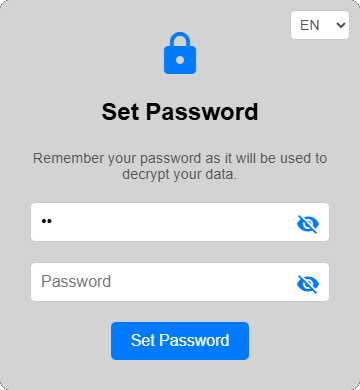 EN
Set Password
Remember your password as it will be used to
decrypt your data.
••
Password
Set Password